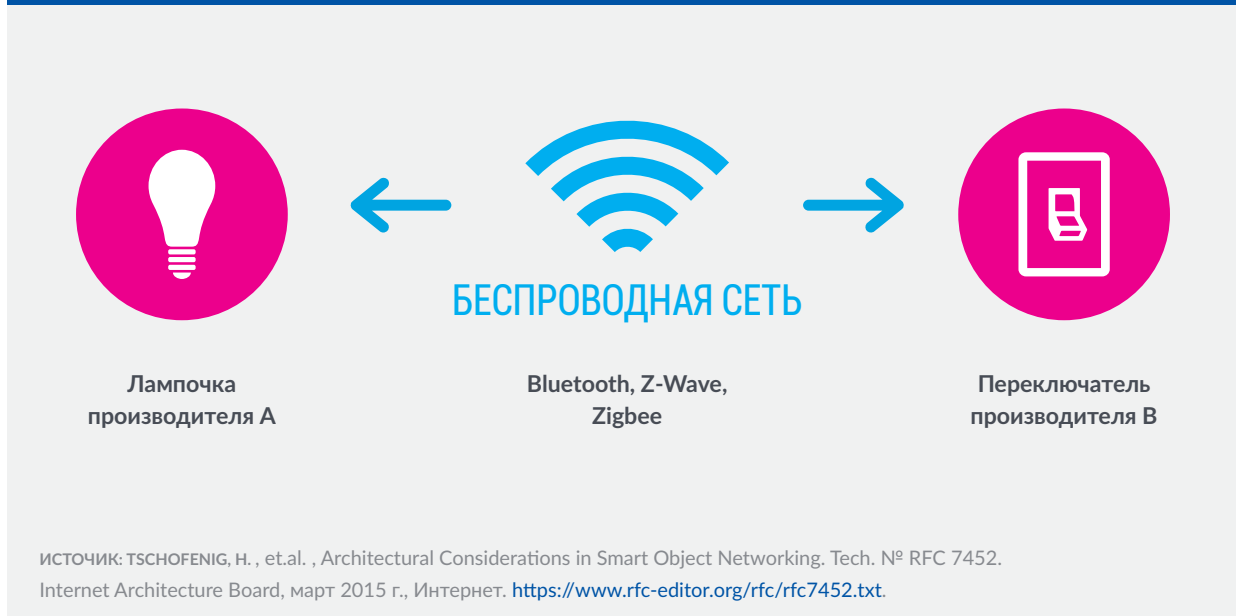 БЕСПРОВОДНАЯ СЕТЬ
Лампочка
производителя А
Bluetooth, Z-Wave,
Zigbee
Переключатель
производителя В
ИСТОЧИК: TSCHOFENIG, H. , et.al. , Architectural Considerations in Smart Object Networking. Tech. № RFC 7452.
Internet Architecture Board, март 2015 г., Интернет. https://www.rfc-editor.org/rfc/rfc7452.txt.